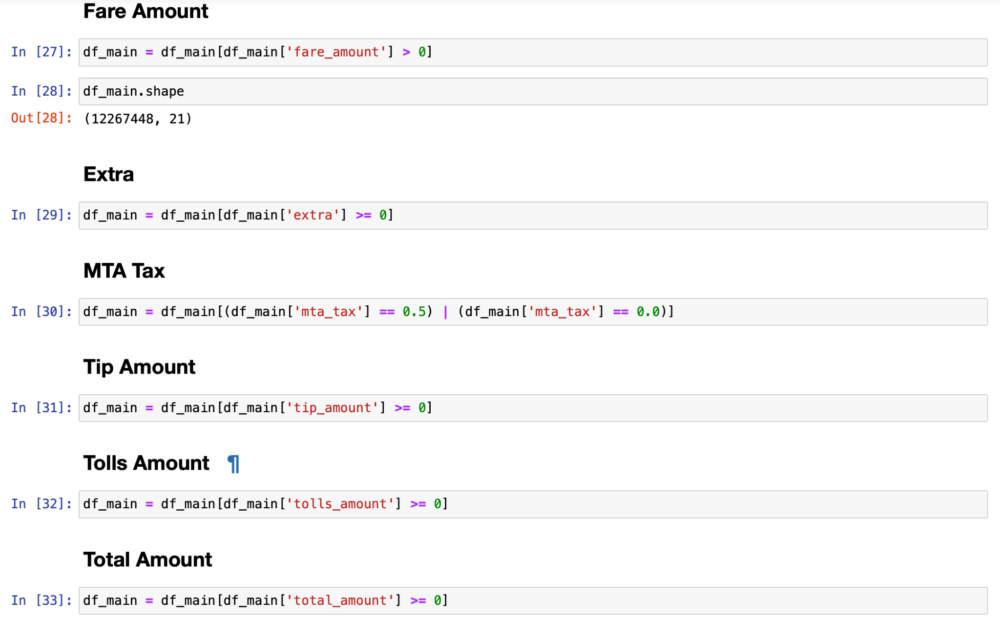 Fare Amount
In [27]: df_main = df_main[df_main['fare_amount'] > 0]
In [28]: df_main.shape
Out[28]: (12267448, 21)
Extra
In [29]: df_main = df_main[df_main['extra'] >= 0]
MTA Tax
In [30]: df_main = df_main[(df_main['mta_tax'] == 0.5) | (df_main['mta_tax'] == 0.0)]
Tip Amount
In [31]: df_main = df_main[df_main['tip_amount'] >= 0]
Tolls Amount ¶
In [32]: df_main = df_main[df_main['tolls_amount'] >= 0]
Total Amount
In [33]: df_main = df_main[df_main['total_amount'] >= 0]